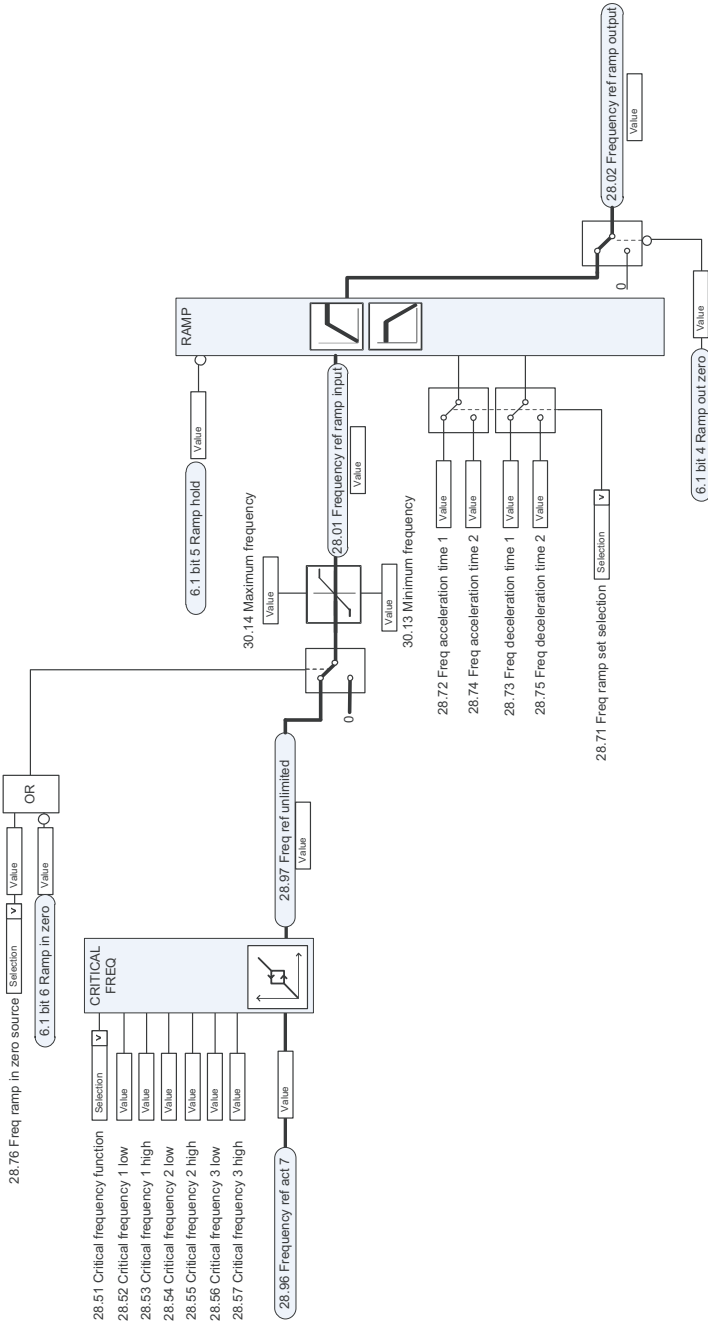 28.76 Freq ramp in zero source
Selection
v
Value
6.1 bit 6 Ramp in zero
Value
OR
28.51 Critical frequency function
Selection
v
28.52 Critical frequency 1 low
Value
28.53 Critical frequency 1 high
Value
28.54 Critical frequency 2 low
Value
28.55 Critical frequency 2 high
Value
28.56 Critical frequency 3 low
Value
28.57 Critical frequency 3 high
Value
CRITICAL
FREQ
28.96 Frequency ref act 7
Value
28.97 Freq ref unlimited
Value
0
30.14 Maximum frequency
Value
30.13 Minimum frequency
Value
28.01 Frequency ref ramp input
Value
6.1 bit 5 Ramp hold
Value
RAMP
28.72 Freq acceleration time 1
Value
28.74 Freq acceleration time 2
Value
28.73 Freq deceleration time 1
Value
28.75 Freq deceleration time 2
Value
28.71 Freq ramp set selection
Selection
v
0
28.02 Frequency ref ramp output
Value
6.1 bit 4 Ramp out zero
Value